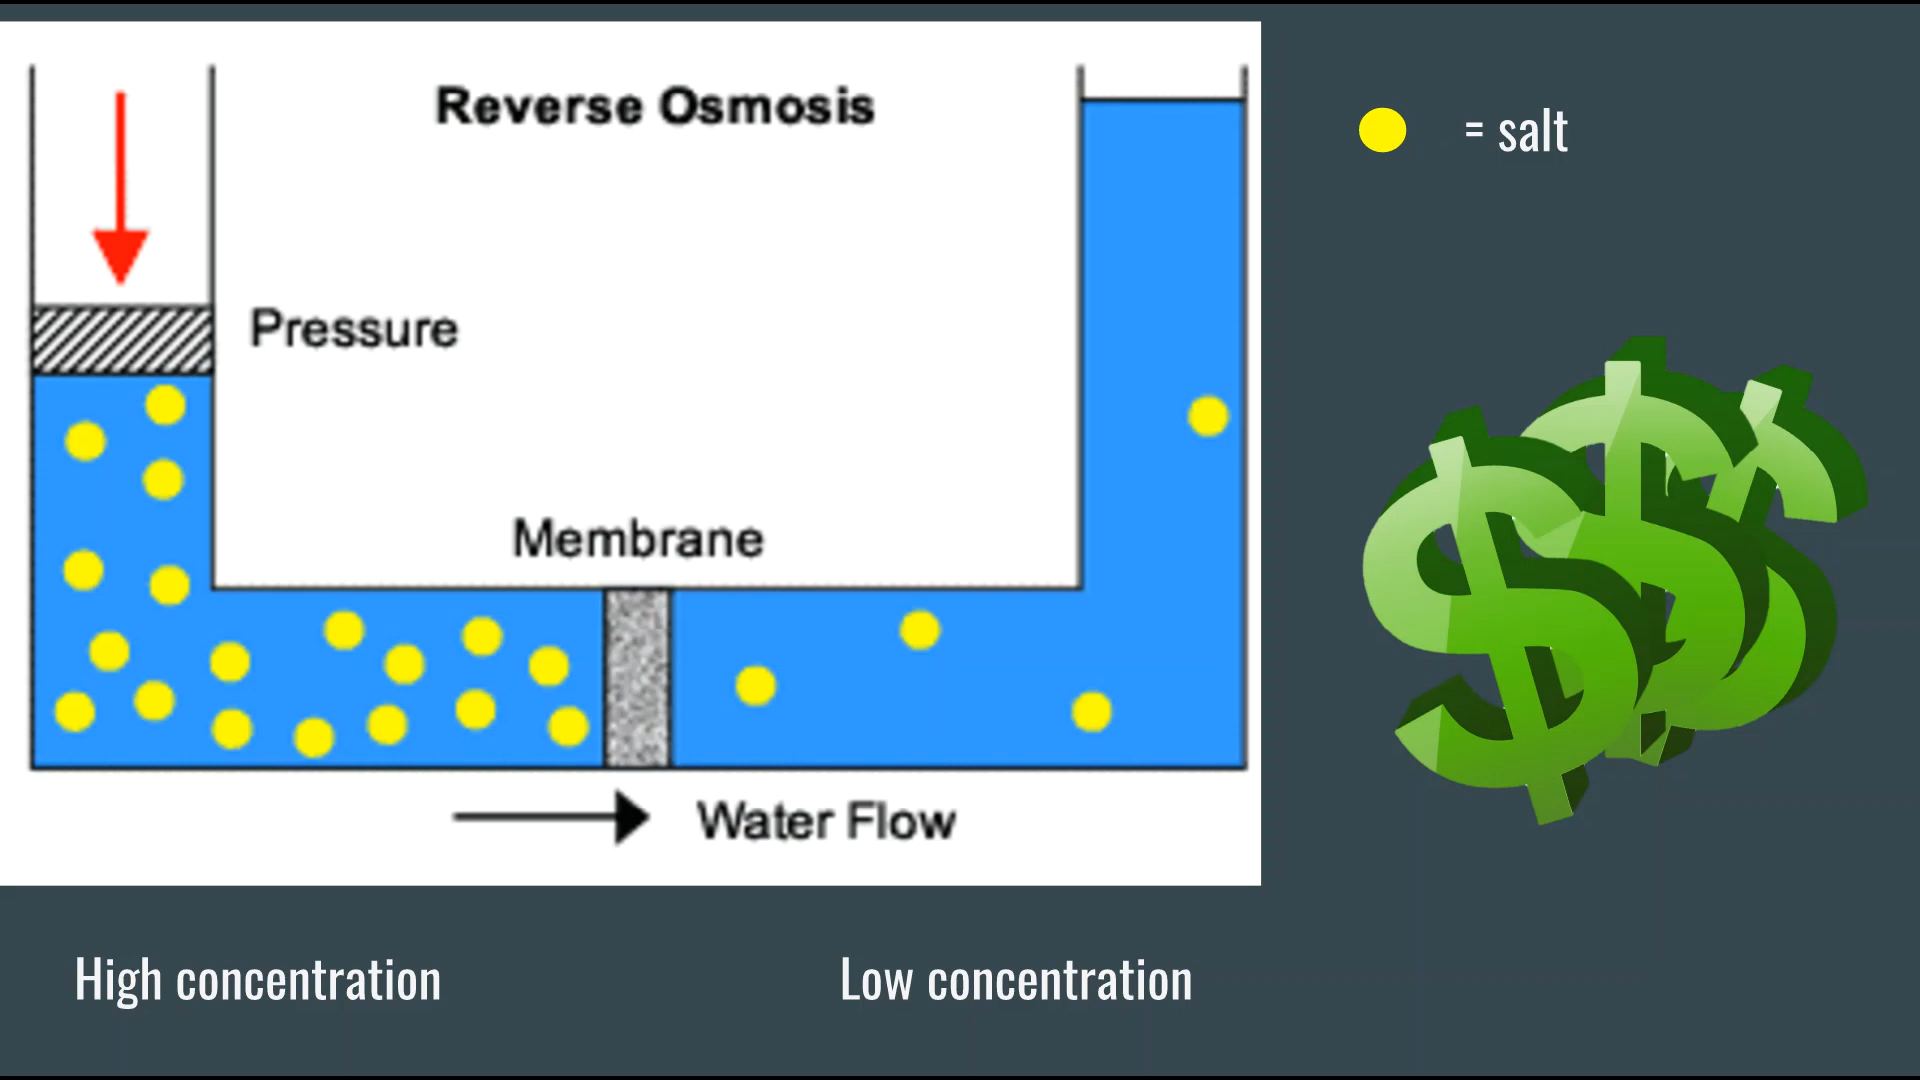 Reverse Osmosis
= salt
Pressure
Membrane
Water Flow
High concentration
Low concentration